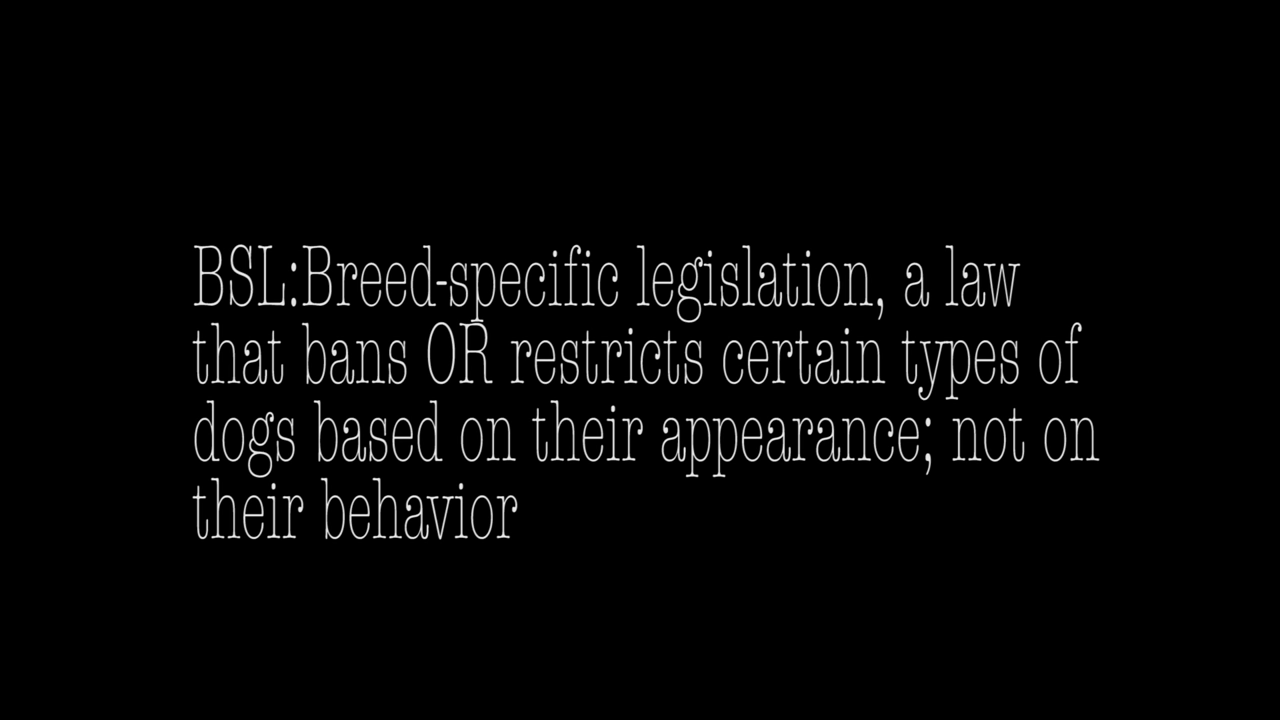 BSL:Breed-specific legislation, a law
that bans OR restricts certain types of
dogs based on their appearance; not on
their behavior